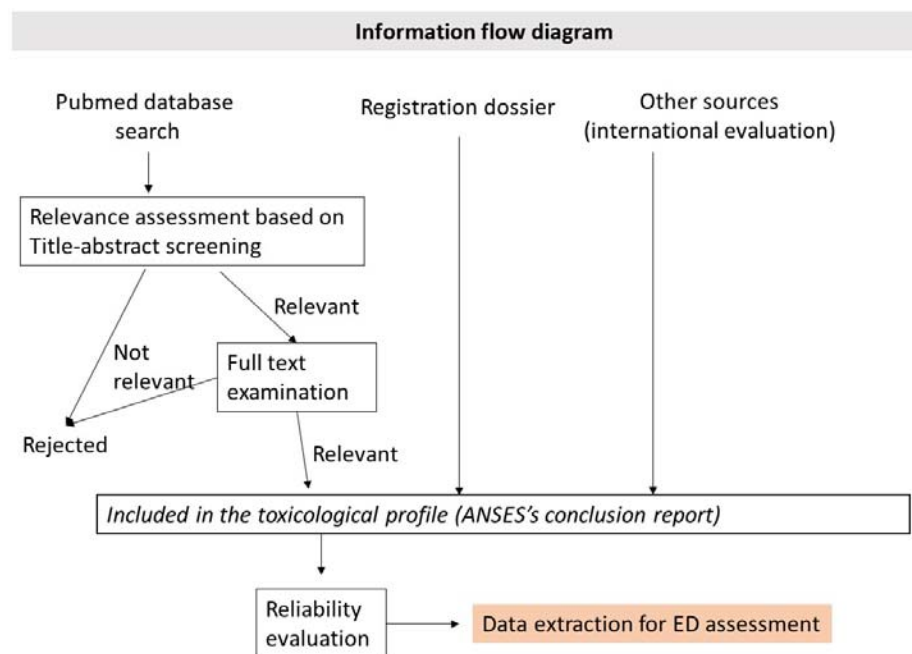 Information flow diagram
Pubmed database
search
Registration dossier
Other sources
(international evaluation)
Relevance assessment based on
Title-abstract screening
Relevant
Not
relevant
Full text
examination
Rejected
Relevant
Included in the toxicological profile (ANSES's conclusion report)
Reliability
evaluation
Data extraction for ED assessment